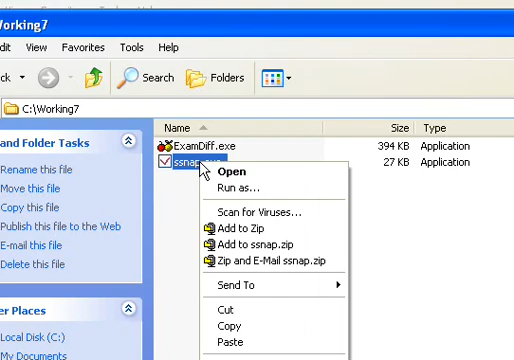 Working7
dit View Favorites Tools Help
ck Search Folders
C:\Working7
and Folder Tasks
Rename this file
Move this file
Copy this file
Publish this file to the Web
E-mail this file
Delete this file
er Places
Local Disk (C:)
My Documents
Name Size Type
ExamDiff.exe 394 KB Application
ssnap.exe 27 KB Application
Open
Run as...
Scan for Viruses...
Add to Zip
Add to ssnap.zip
Zip and E-Mail ssnap.zip
Send To
Cut
Copy
Paste